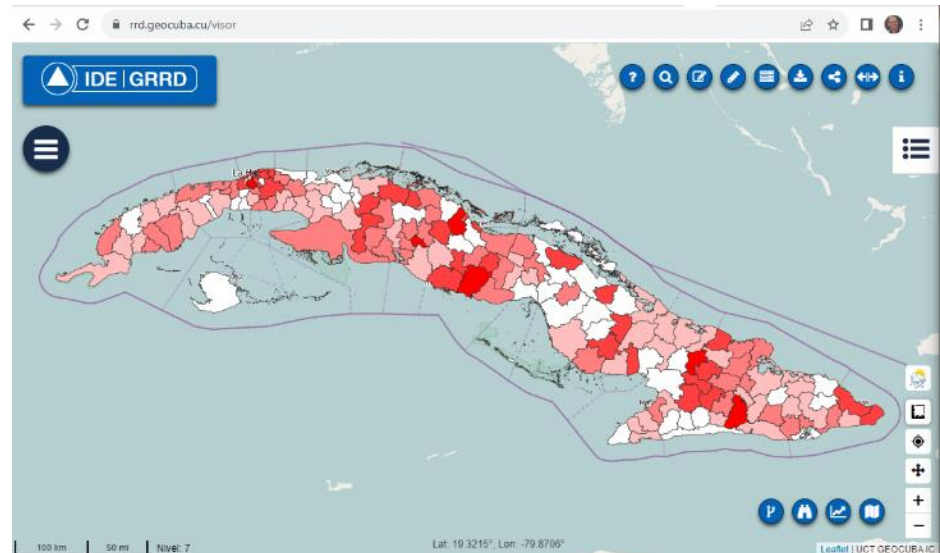 rrd.geocuba.cu/visor
IDE | GRRD
100 km
50 mi
Nivel: 7
Lat: 19.3215°, Lon: -79.8706°
Leaflet | UCT GEOCUBA IC